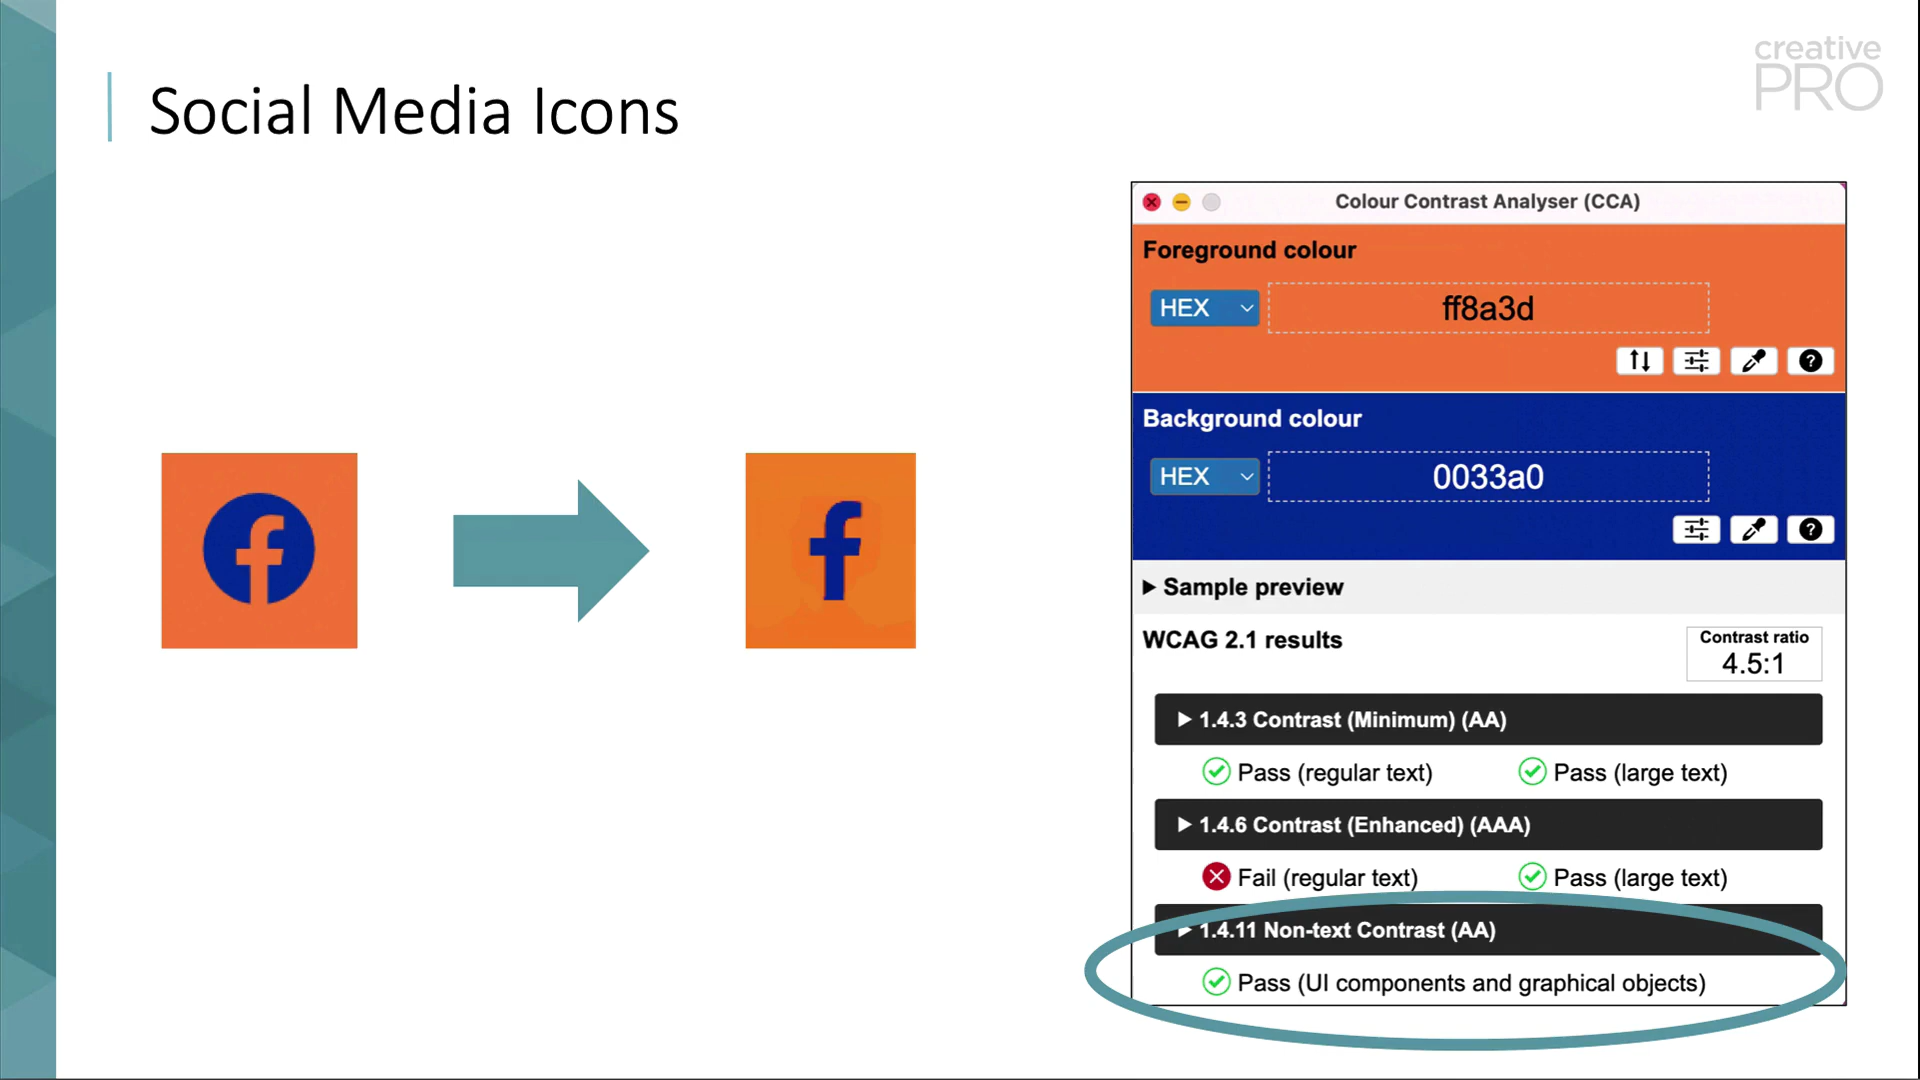 creative
PRO
Social Media Icons
Colour Contrast Analyser (CCA)
Foreground colour
HEX ff8a3d
?
Background colour
HEX 0033a0
?
f f
Sample preview
WCAG 2.1 results
Contrast ratio
4.5:1
1.4.3 Contrast (Minimum) (AA)
Pass (regular text) Pass (large text)
1.4.6 Contrast (Enhanced) (AAA)
Fail (regular text) Pass (large text)
1.4.11 Non-text Contrast (AA)
Pass (UI components and graphical objects)